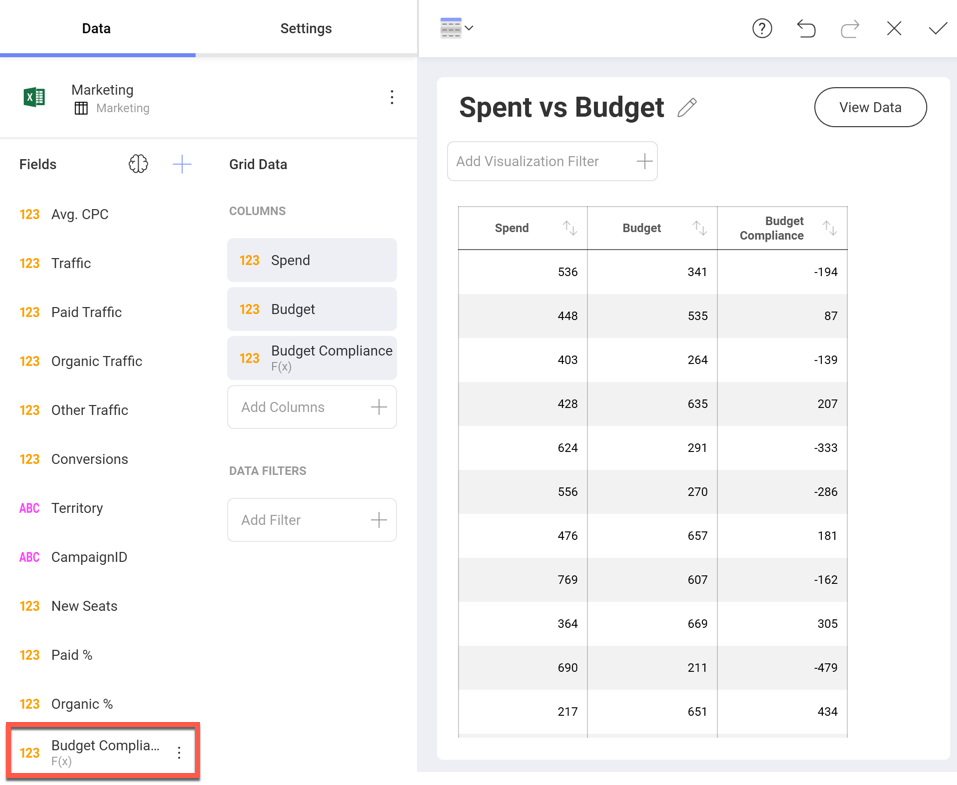 Data
Settings
Marketing
Marketing
Fields
Grid Data
123 Avg. CPC
123 Traffic
123 Paid Traffic
123 Organic Traffic
123 Other Traffic
123 Conversions
ABC Territory
ABC CampaignID
123 New Seats
123 Paid %
123 Organic %
123 Budget Complia...
F(x)
COLUMNS
123 Spend
123 Budget
123 Budget Compliance
F(x)
Add Columns
DATA FILTERS
Add Filter
Spent vs Budget
View Data
Add Visualization Filter
Spend Budget Budget Compliance
536 341 -194
448 535 87
403 264 -139
428 635 207
624 291 -333
556 270 -286
476 657 181
769 607 -162
364 669 305
690 211 -479
217 651 434